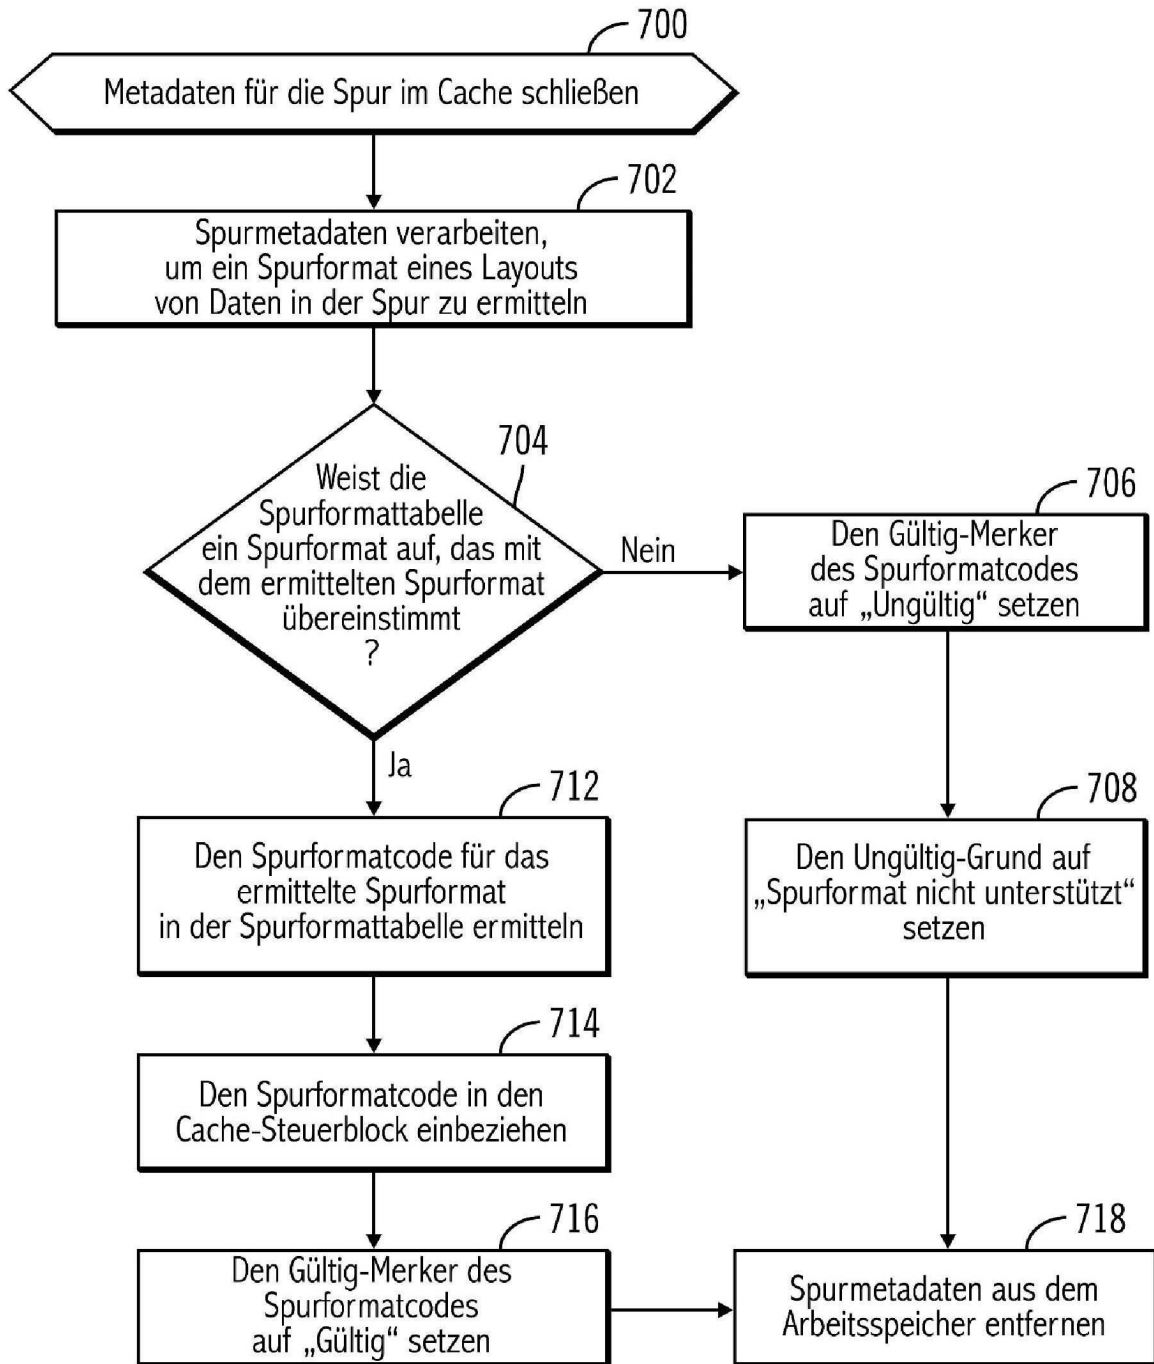 700
Metadaten für die Spur im Cache schließen
702
Spurmetadaten verarbeiten,
um ein Spurformat eines Layouts
von Daten in der Spur zu ermitteln
704
Weist die
Spurformattabelle
ein Spurformat auf, das mit
dem ermittelten Spurformat
übereinstimmt
?
Nein
706
Den Gültig-Merker
des Spurformatcodes
auf „Ungültig“ setzen
Ja
708
Den Ungültig-Grund auf
„Spurformat nicht unterstützt“
setzen
712
Den Spurformatcode für das
ermittelte Spurformat
in der Spurformattabelle ermitteln
714
Den Spurformatcode in den
Cache-Steuerblock einbeziehen
716
Den Gültig-Merker des
Spurformatcodes
auf „Gültig“ setzen
718
Spurmetadaten aus dem
Arbeitsspeicher entfernen